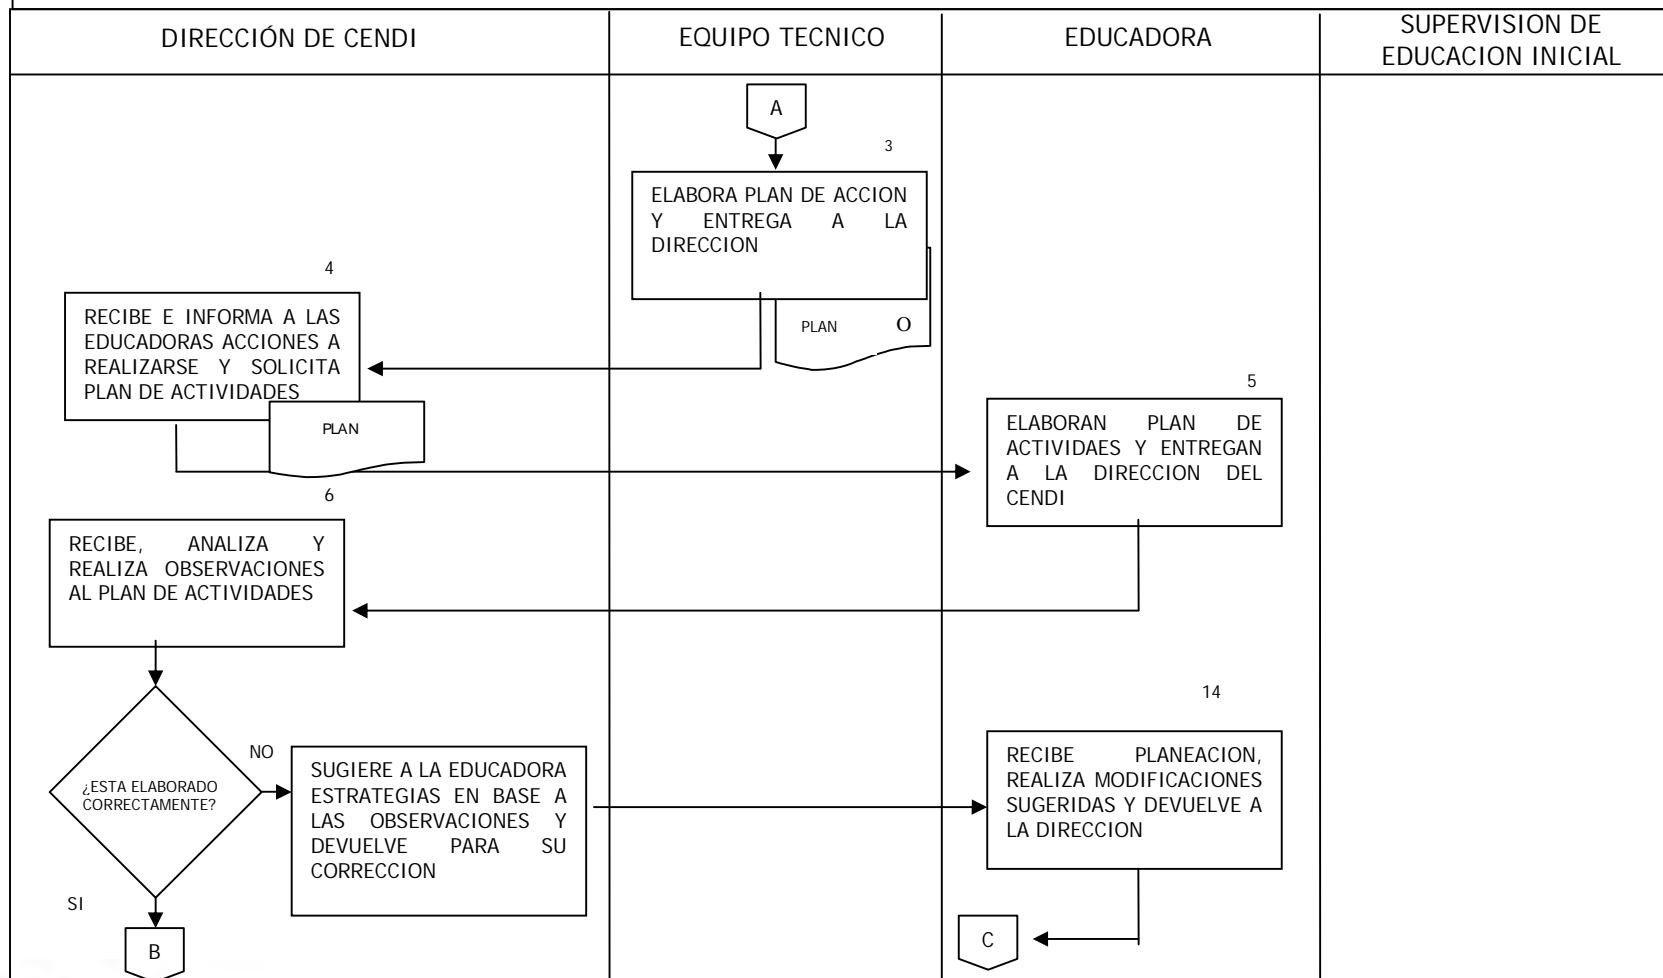 DIRECCIÓN DE CENDI
EQUIPO TECNICO
EDUCADORA
SUPERVISION DE
EDUCACION INICIAL
A
3
ELABORA PLAN DE ACCION
Y ENTREGA A LA
DIRECCION
PLAN O
4
RECIBE E INFORMA A LAS
EDUCADORAS ACCIONES A
REALIZARSE Y SOLICITA
PLAN DE ACTIVIDADES
PLAN
5
ELABORAN PLAN DE
ACTIVIDAES Y ENTREGAN
A LA DIRECCION DEL
CENDI
6
RECIBE, ANALIZA Y
REALIZA OBSERVACIONES
AL PLAN DE ACTIVIDADES
¿ESTA ELABORADO
CORRECTAMENTE?
NO
SUGIERE A LA EDUCADORA
ESTRATEGIAS EN BASE A
LAS OBSERVACIONES Y
DEVUELVE PARA SU
CORRECCION
14
RECIBE PLANEACION,
REALIZA MODIFICACIONES
SUGERIDAS Y DEVUELVE A
LA DIRECCION
SI
B
C